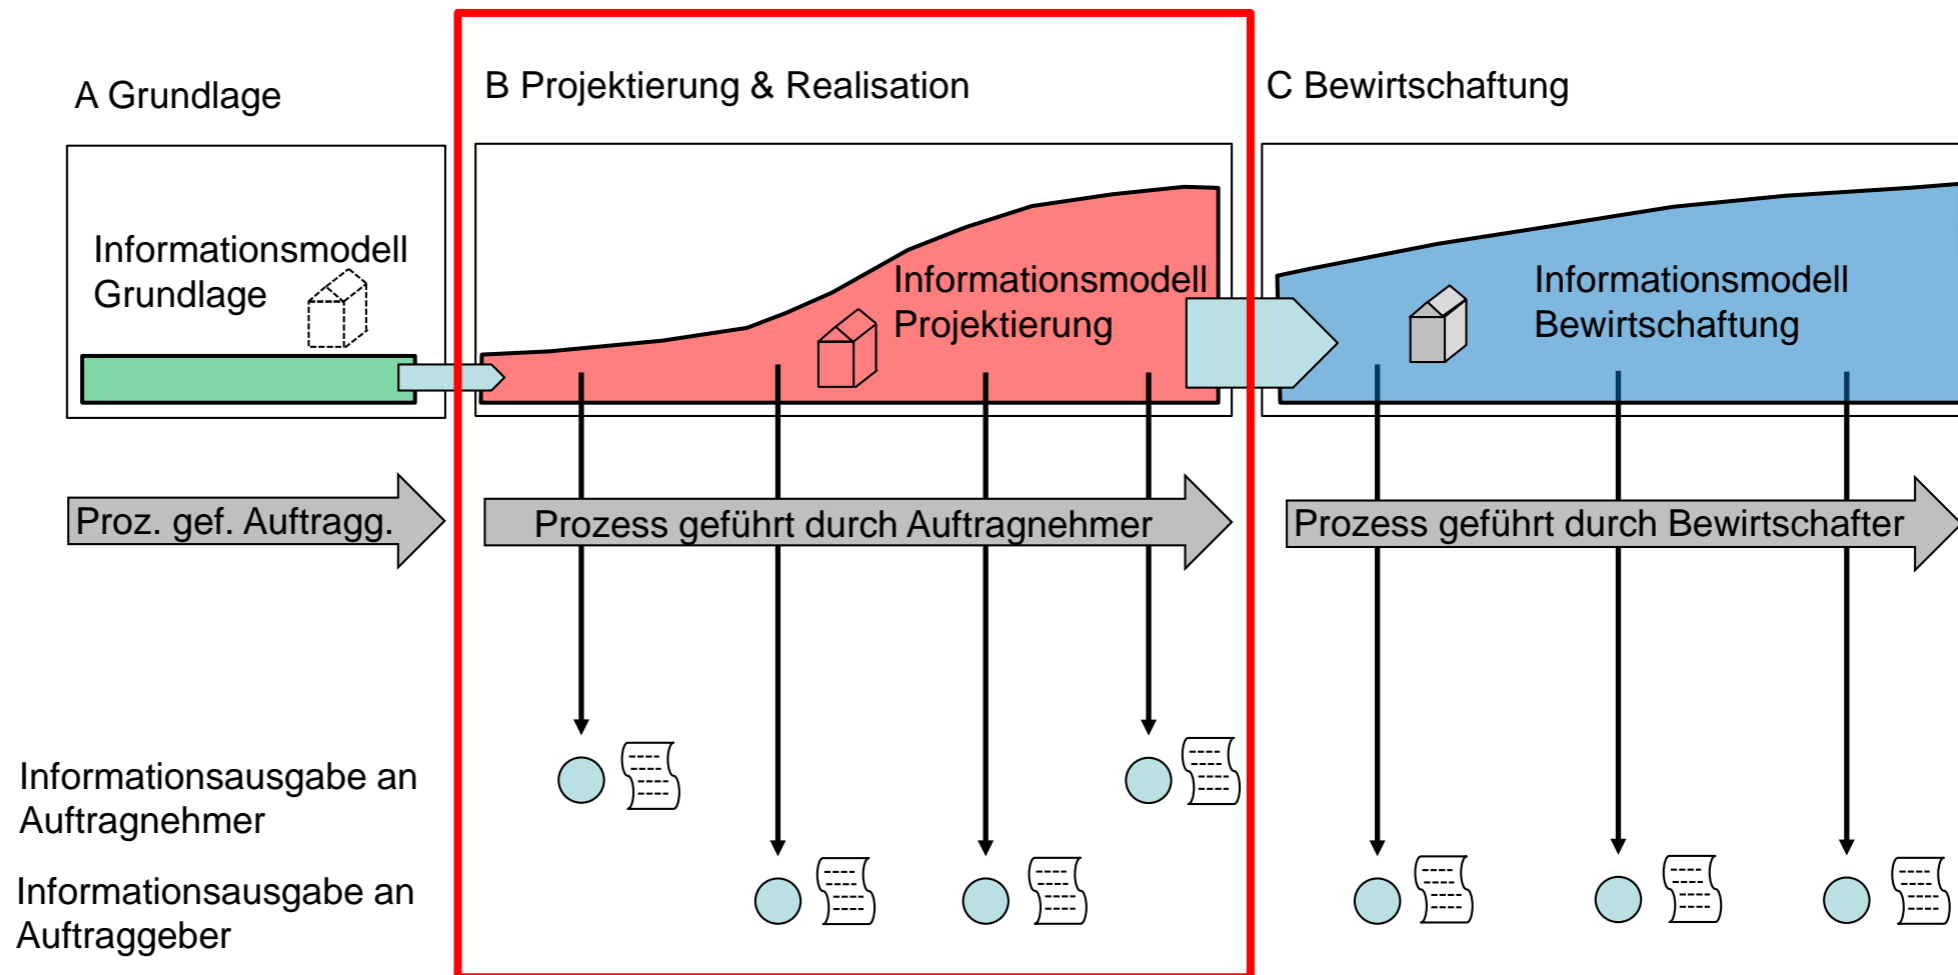 A Grundlage
B Projektierung & Realisation
C Bewirtschaftung
Informationsmodell
Grundlage
Informationsmodell
Projektierung
Informationsmodell
Bewirtschaftung
Proz. gef. Auftragg.
Prozess geführt durch Auftragnehmer
Prozess geführt durch Bewirtschafter
Informationsausgabe an
Auftragnehmer
Informationsausgabe an
Auftraggeber